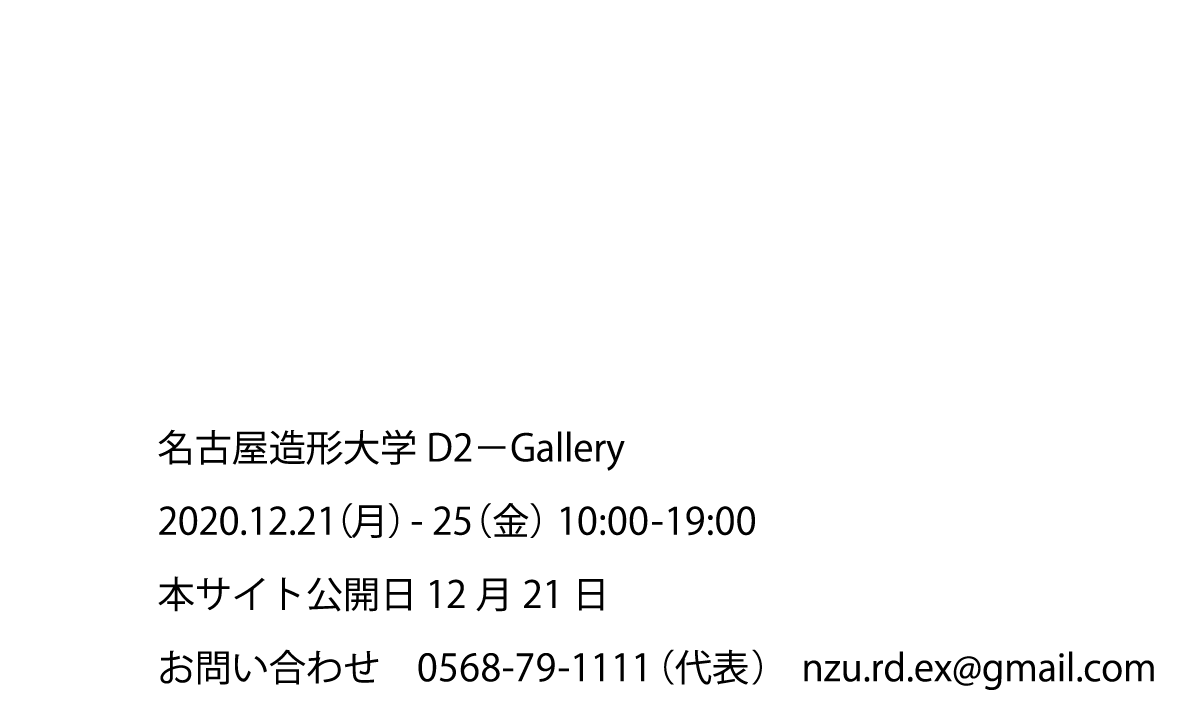 名古屋造形大学 D2－Gallery
2020.12.21（月）- 25（金） 10:00-19:00
本サイト公開日 12 月 21 日
お問い合わせ　0568-79-1111（代表）　nzu.rd.ex@gmail.com